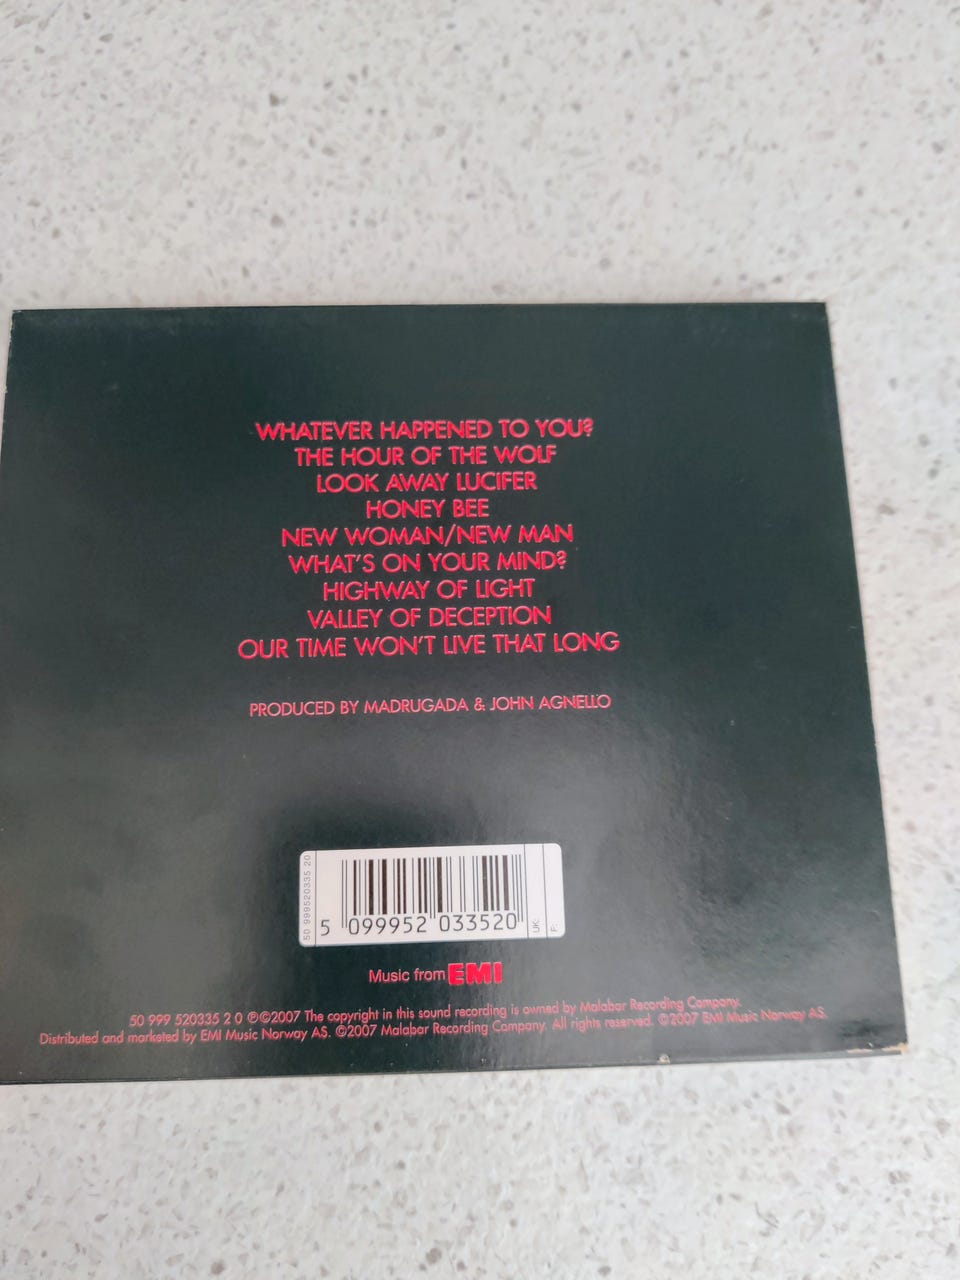 WHATEVER HAPPENED TO YOU?
THE HOUR OF THE WOLF
LOOK AWAY LUCIFER
HONEY BEE
NEW WOMAN/NEW MAN
WHAT'S ON YOUR MIND?
HIGHWAY OF LIGHT
VALLEY OF DECEPTION
OUR TIME WON'T LIVE THAT LONG
PRODUCED BY MADRUGADA & JOHN AGNELLO
50 999520335 20
5 099952 033520
UK:
F:
Music from EMI
50 999 520335 2 0 ℗©2007 The copyright in this sound recording is owned by Malabar Recording Company.
Distributed and marketed by EMI Music Norway AS. ©2007 Malabar Recording Company. All rights reserved. ©2007 EMI Music Norway AS.